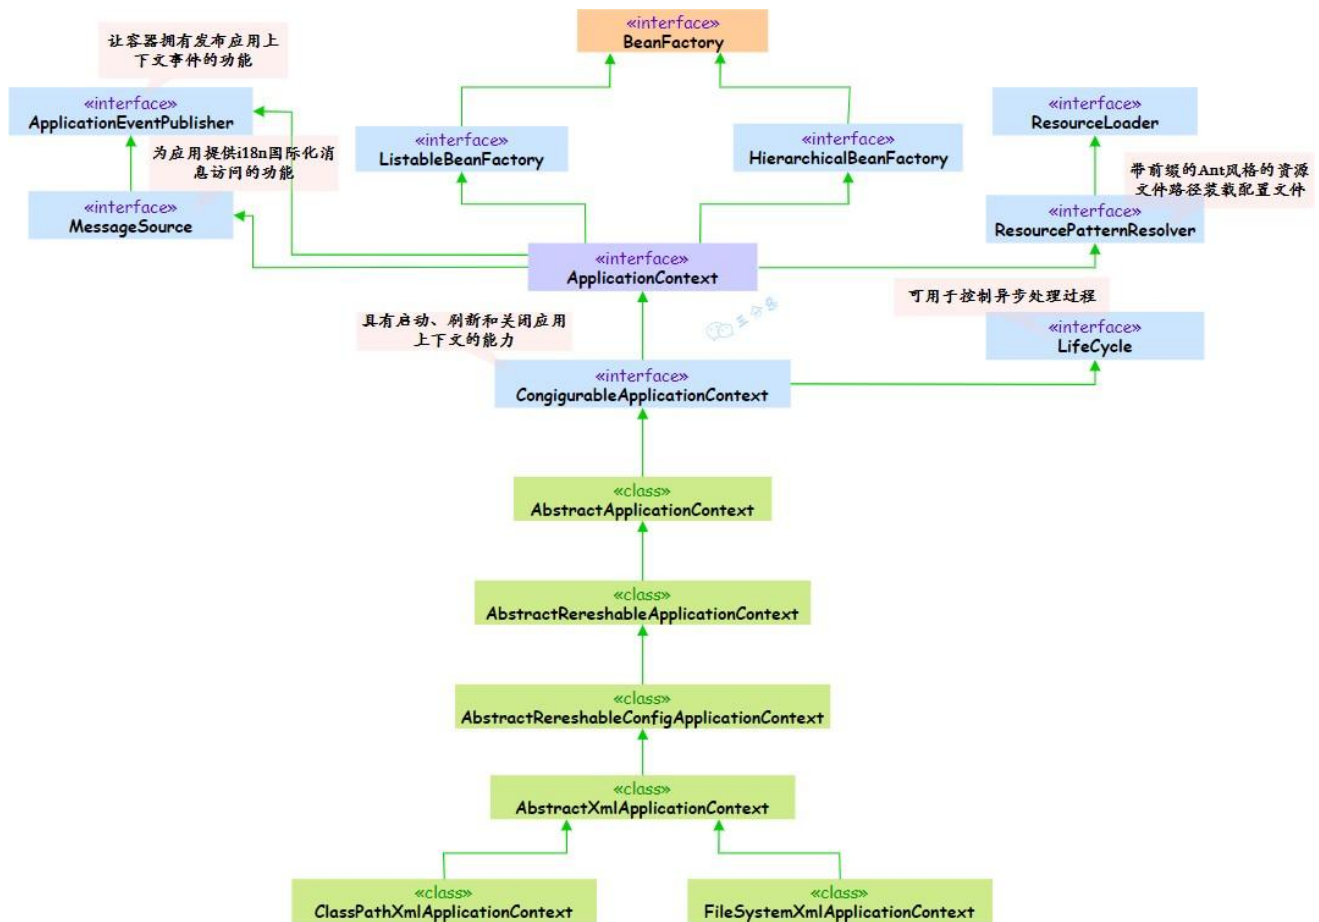 «interface»
BeanFactory
让容器拥有发布应用上
下文事件的功能
«interface»
ApplicationEventPublisher
«interface»
ListableBeanFactory
«interface»
HierarchicalBeanFactory
«interface»
ResourceLoader
为应用提供i18n国际化消
息访问的功能
带前缀的Ant风格的资源
文件路径装载配置文件
«interface»
MessageSource
«interface»
ResourcePatternResolver
«interface»
ApplicationContext
三分恶
具有启动、刷新和关闭应用
上下文的能力
可用于控制异步处理过程
«interface»
LifeCycle
«interface»
CongigurableApplicationContext
«class»
AbstractApplicationContext
«class»
AbstractRereshableApplicationContext
«class»
AbstractRereshableConfigApplicationContext
«class»
AbstractXmlApplicationContext
«class»
ClassPathXmlApplicationContext
«class»
FileSystemXmlApplicationContext